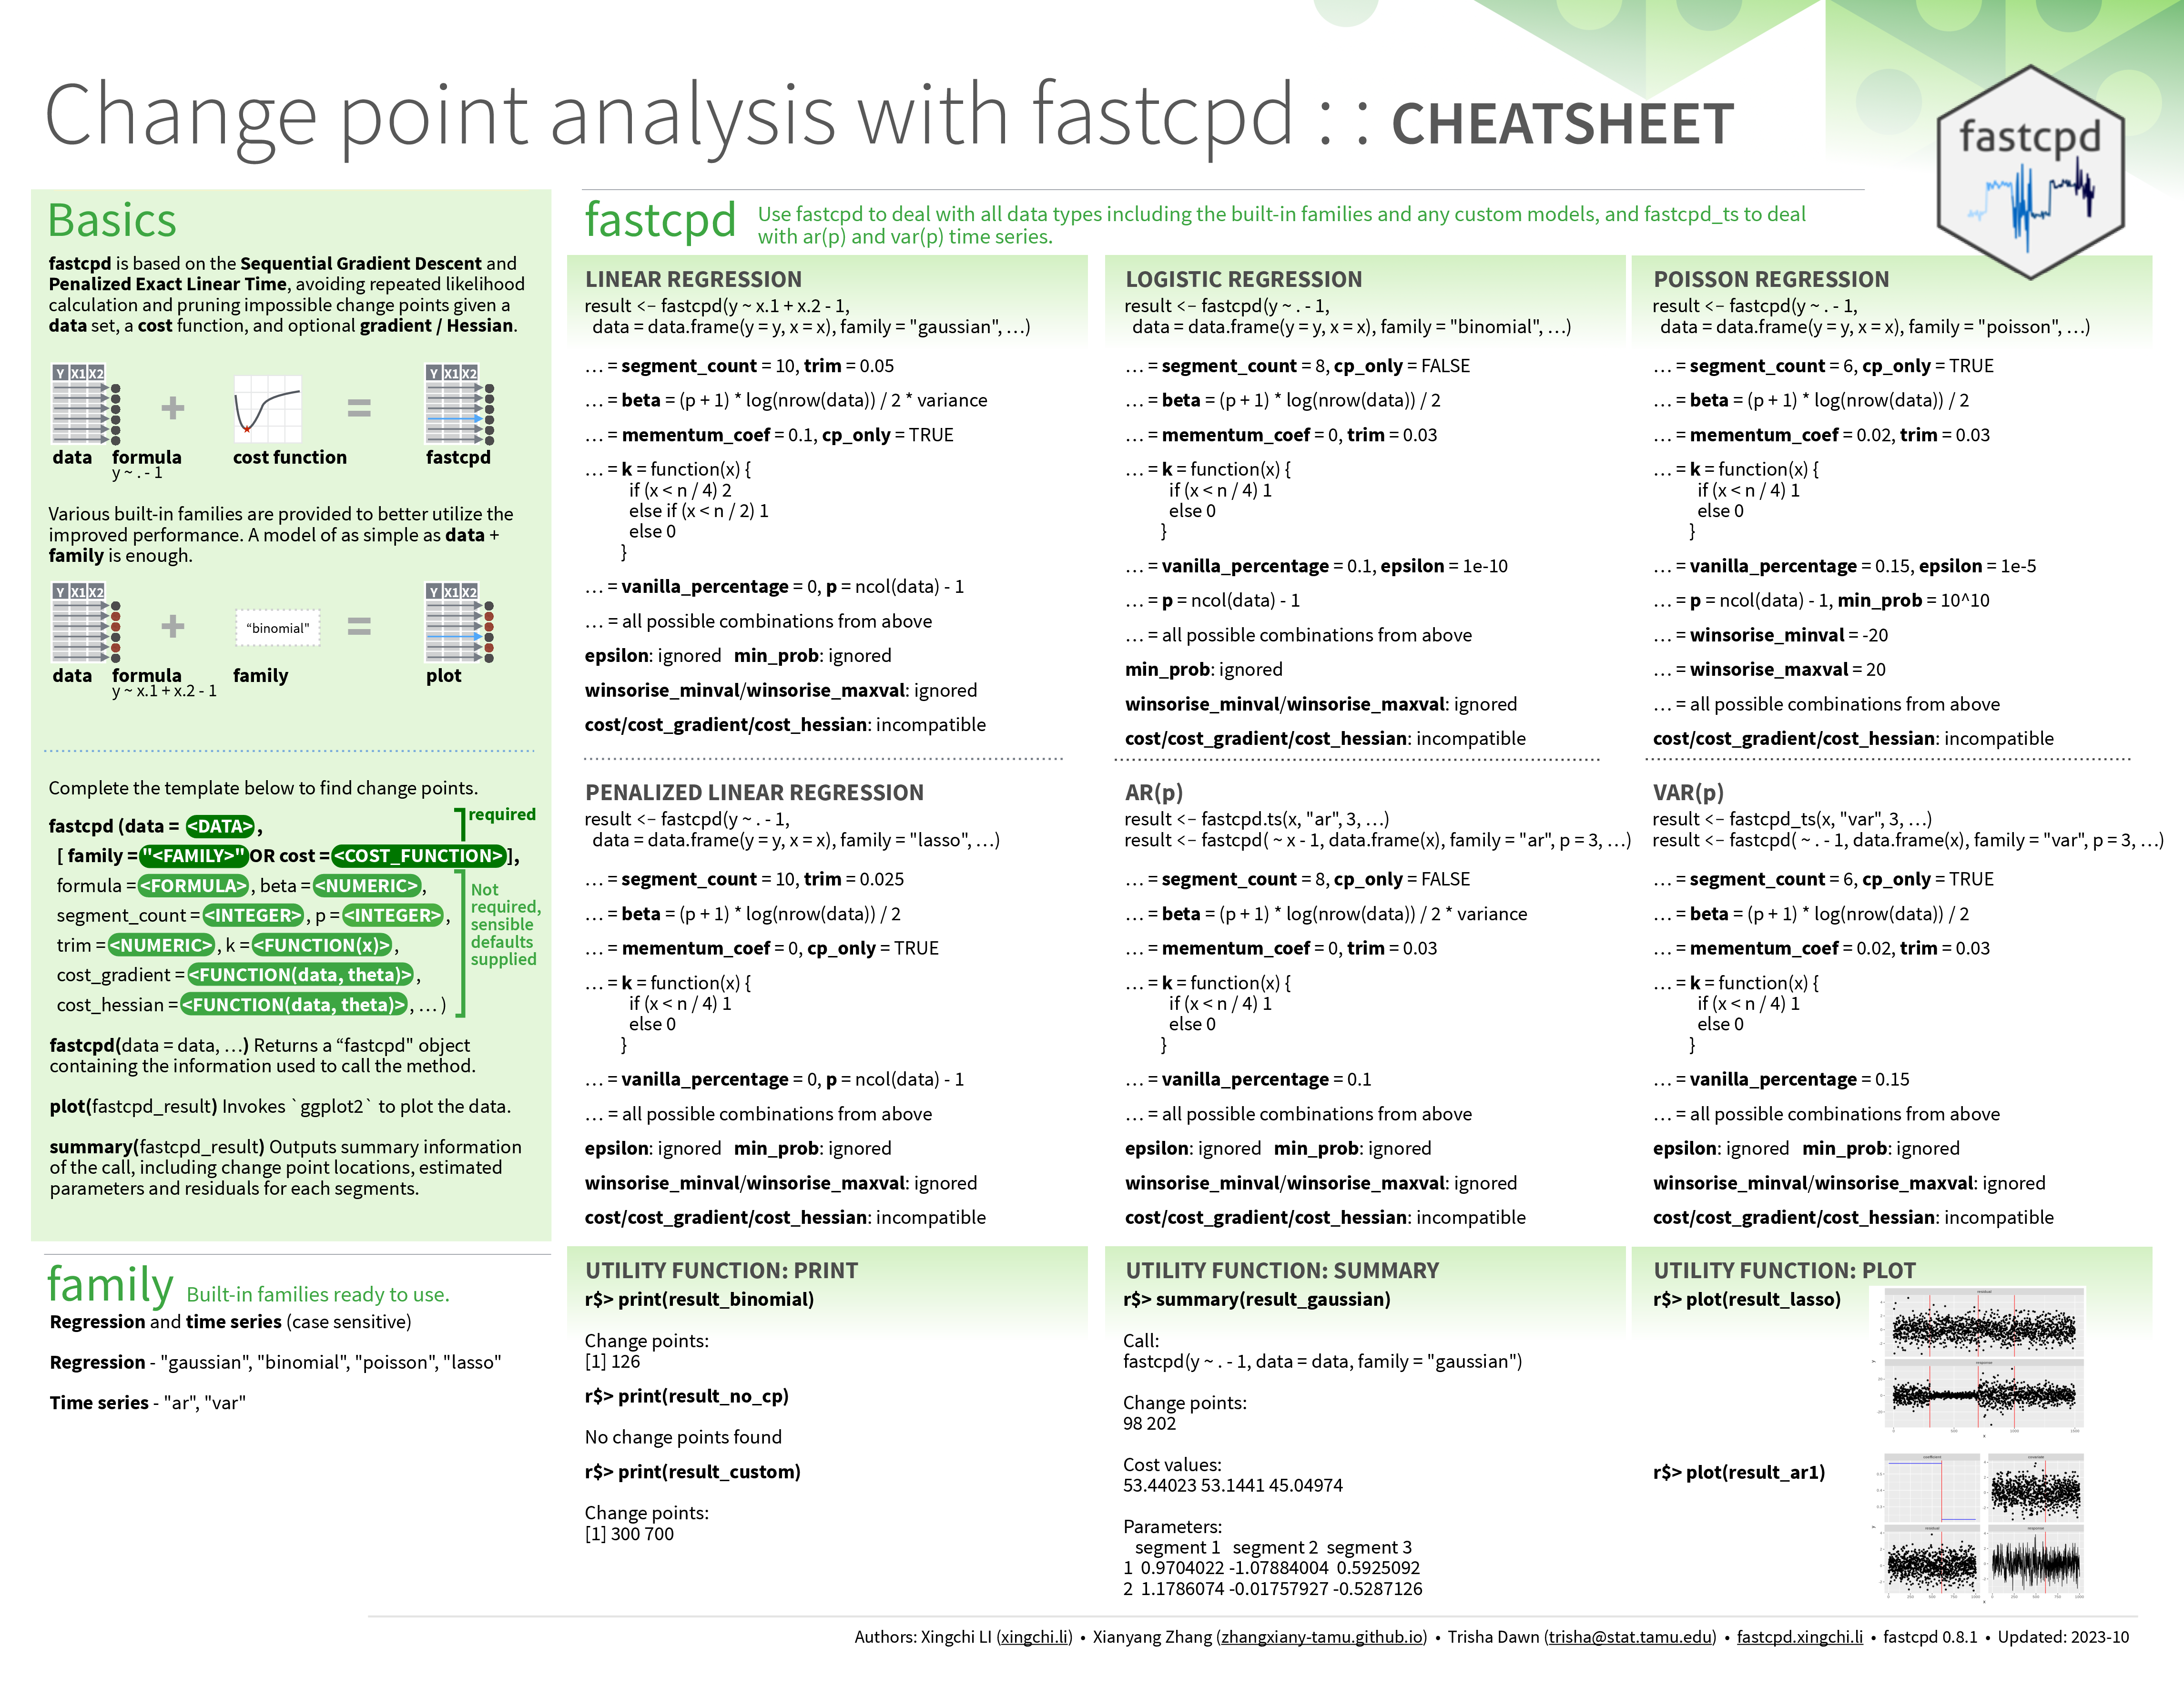 Change point analysis with fastcpd : : CHEATSHEET
fastcpd
Basics
fastcpd is based on the Sequential Gradient Descent and
Penalized Exact Linear Time, avoiding repeated likelihood
calculation and pruning impossible change points given a
data set, a cost function, and optional gradient / Hessian.
Y X1 X2
Y X1 X2
+ =
data formula cost function fastcpd
y ~ . - 1
Various built-in families are provided to better utilize the
improved performance. A model of as simple as data +
family is enough.
Y X1 X2
Y X1 X2
+ “binomial" =
data formula family plot
y ~ x.1 + x.2 - 1
Complete the template below to find change points.
required
fastcpd (data = <DATA>,
[ family = "<FAMILY>" OR cost = <COST_FUNCTION>],
formula = <FORMULA>, beta = <NUMERIC>,
segment_count = <INTEGER>, p = <INTEGER>,
trim = <NUMERIC>, k = <FUNCTION(x)>,
cost_gradient = <FUNCTION(data, theta)>,
cost_hessian = <FUNCTION(data, theta)>, … )
Not
required,
sensible
defaults
supplied
fastcpd(data = data, …) Returns a “fastcpd" object
containing the information used to call the method.
plot(fastcpd_result) Invokes `ggplot2` to plot the data.
summary(fastcpd_result) Outputs summary information
of the call, including change point locations, estimated
parameters and residuals for each segments.
family Built-in families ready to use.
Regression and time series (case sensitive)
Regression - "gaussian", "binomial", "poisson", "lasso"
Time series - "ar", "var"
fastcpd Use fastcpd to deal with all data types including the built-in families and any custom models, and fastcpd_ts to deal
with ar(p) and var(p) time series.
LINEAR REGRESSION
result <- fastcpd(y ~ x.1 + x.2 - 1,
data = data.frame(y = y, x = x), family = "gaussian", …)
… = segment_count = 10, trim = 0.05
… = beta = (p + 1) * log(nrow(data)) / 2 * variance
… = mementum_coef = 0.1, cp_only = TRUE
… = k = function(x) {
if (x < n / 4) 2
else if (x < n / 2) 1
else 0
}
… = vanilla_percentage = 0, p = ncol(data) - 1
… = all possible combinations from above
epsilon: ignored min_prob: ignored
winsorise_minval/winsorise_maxval: ignored
cost/cost_gradient/cost_hessian: incompatible
LOGISTIC REGRESSION
result <- fastcpd(y ~ . - 1,
data = data.frame(y = y, x = x), family = "binomial", …)
… = segment_count = 8, cp_only = FALSE
… = beta = (p + 1) * log(nrow(data)) / 2
… = mementum_coef = 0, trim = 0.03
… = k = function(x) {
if (x < n / 4) 1
else 0
}
… = vanilla_percentage = 0.1, epsilon = 1e-10
… = p = ncol(data) - 1
… = all possible combinations from above
min_prob: ignored
winsorise_minval/winsorise_maxval: ignored
cost/cost_gradient/cost_hessian: incompatible
POISSON REGRESSION
result <- fastcpd(y ~ . - 1,
data = data.frame(y = y, x = x), family = "poisson", …)
… = segment_count = 6, cp_only = TRUE
… = beta = (p + 1) * log(nrow(data)) / 2
… = mementum_coef = 0.02, trim = 0.03
… = k = function(x) {
if (x < n / 4) 1
else 0
}
… = vanilla_percentage = 0.15, epsilon = 1e-5
… = p = ncol(data) - 1, min_prob = 10^10
… = winsorise_minval = -20
… = winsorise_maxval = 20
… = all possible combinations from above
cost/cost_gradient/cost_hessian: incompatible
PENALIZED LINEAR REGRESSION
result <- fastcpd(y ~ . - 1,
data = data.frame(y = y, x = x), family = "lasso", …)
… = segment_count = 10, trim = 0.025
… = beta = (p + 1) * log(nrow(data)) / 2
… = mementum_coef = 0, cp_only = TRUE
… = k = function(x) {
if (x < n / 4) 1
else 0
}
… = vanilla_percentage = 0, p = ncol(data) - 1
… = all possible combinations from above
epsilon: ignored min_prob: ignored
winsorise_minval/winsorise_maxval: ignored
cost/cost_gradient/cost_hessian: incompatible
AR(p)
result <- fastcpd.ts(x, "ar", 3, …)
result <- fastcpd( ~ x - 1, data.frame(x), family = "ar", p = 3, …)
… = segment_count = 8, cp_only = FALSE
… = beta = (p + 1) * log(nrow(data)) / 2 * variance
… = mementum_coef = 0, trim = 0.03
… = k = function(x) {
if (x < n / 4) 1
else 0
}
… = vanilla_percentage = 0.1
… = all possible combinations from above
epsilon: ignored min_prob: ignored
winsorise_minval/winsorise_maxval: ignored
cost/cost_gradient/cost_hessian: incompatible
VAR(p)
result <- fastcpd_ts(x, "var", 3, …)
result <- fastcpd( ~ . - 1, data.frame(x), family = "var", p = 3, …)
… = segment_count = 6, cp_only = TRUE
… = beta = (p + 1) * log(nrow(data)) / 2
… = mementum_coef = 0.02, trim = 0.03
… = k = function(x) {
if (x < n / 4) 1
else 0
}
… = vanilla_percentage = 0.15
… = all possible combinations from above
epsilon: ignored min_prob: ignored
winsorise_minval/winsorise_maxval: ignored
cost/cost_gradient/cost_hessian: incompatible
UTILITY FUNCTION: PRINT
r$> print(result_binomial)
Change points:
[1] 126
r$> print(result_no_cp)
No change points found
r$> print(result_custom)
Change points:
[1] 300 700
UTILITY FUNCTION: SUMMARY
r$> summary(result_gaussian)
Call:
fastcpd(y ~ . - 1, data = data, family = "gaussian")
Change points:
98 202
Cost values:
53.44023 53.1441 45.04974
Parameters:
segment 1 segment 2 segment 3
1 0.9704022 -1.07884004 0.5925092
2 1.1786074 -0.01757927 -0.5287126
UTILITY FUNCTION: PLOT
r$> plot(result_lasso)
r$> plot(result_ar1)
Authors: Xingchi LI (xingchi.li) • Xianyang Zhang (zhangxiany-tamu.github.io) • Trisha Dawn (trisha@stat.tamu.edu) • fastcpd.xingchi.li • fastcpd 0.8.1 • Updated: 2023-10